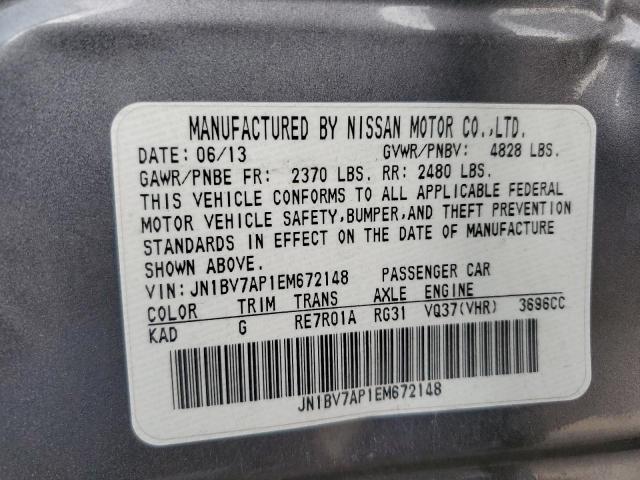 MANUFACTURED BY NISSAN MOTOR CO.,LTD.
DATE: 06/13 GVWR/PNBV: 4828 LBS.
GAWR/PNBE FR: 2370 LBS. RR: 2480 LBS.
THIS VEHICLE CONFORMS TO ALL APPLICABLE FEDERAL
MOTOR VEHICLE SAFETY,BUMPER,AND THEFT PREVENTION
STANDARDS IN EFFECT ON THE DATE OF MANUFACTURE
SHOWN ABOVE.
VIN: JN1BV7AP1EM672148 PASSENGER CAR
COLOR TRIM TRANS AXLE ENGINE
KAD G RE7R01A RG31 VQ37(VHR) 3696CC
JN1BV7AP1EM672148